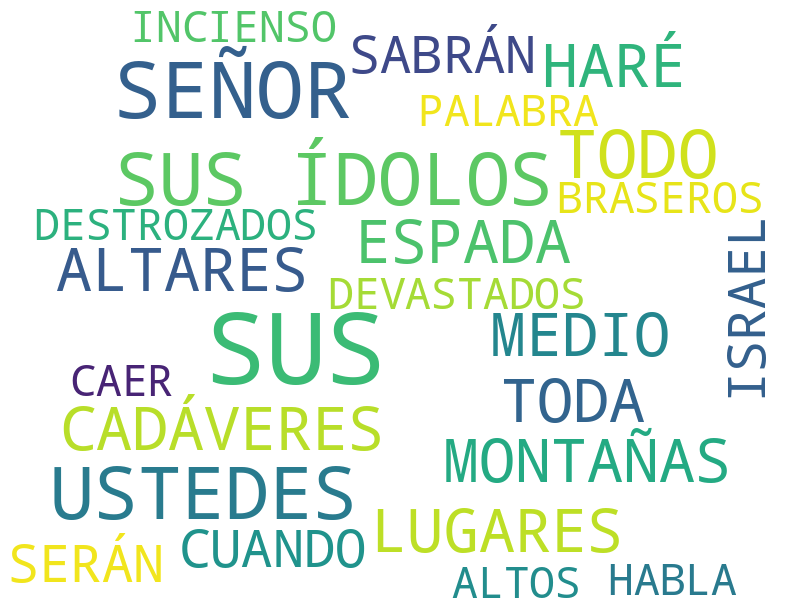 INCIENSO
SABRÁN
HARÉ
SEÑOR
PALABRA
TODO
SUS ÍDOLOS
BRASEROS
DESTROZADOS
ESPADA
ALTARES
ISRAEL
DEVASTADOS
SUS
MEDIO
CAER
TODA
CADÁVERES
MONTAÑAS
USTEDES
LUGARES
CUANDO
SERÁN
ALTOS
HABLA